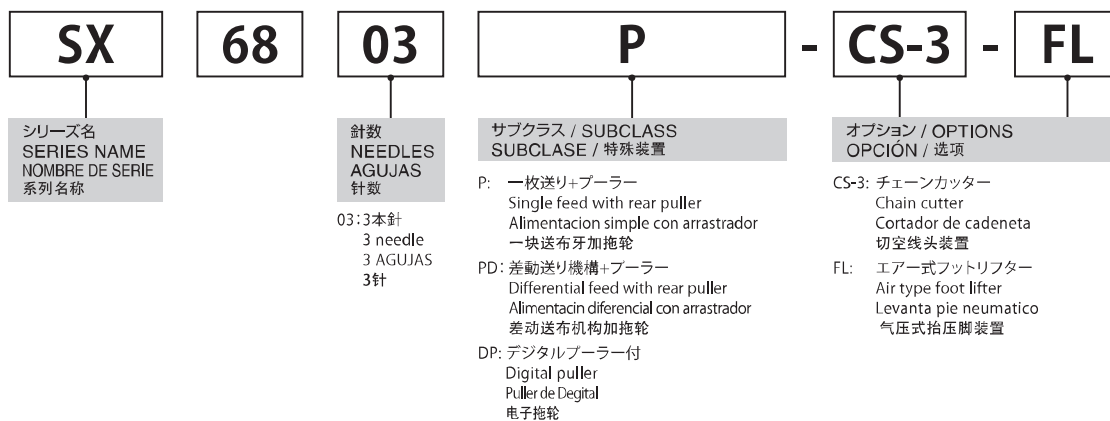 SX 68 03 P - CS-3 - FL
シリーズ名
SERIES NAME
NOMBRE DE SERIE
系列名称
針数
NEEDLES
AGUJAS
针数
03:3本針
3 needle
3 AGUJAS
3针
サブクラス / SUBCLASS
SUBCLASE / 特殊装置
P: 一枚送り+プーラー
Single feed with rear puller
Alimentacion simple con arrastrador
一块送布牙加拖轮
PD: 差動送り機構+プーラー
Differential feed with rear puller
Alimentacin diferencial con arrastrador
差动送布机构加拖轮
DP: デジタルプーラー付
Digital puller
Puller de Degital
电子拖轮
オプション / OPTIONS
OPCIÓN / 选项
CS-3: チェーンカッター
Chain cutter
Cortador de cadeneta
切空线头装置
FL: エアー式フットリフター
Air type foot lifter
Levanta pie neumatico
气压式抬压脚装置